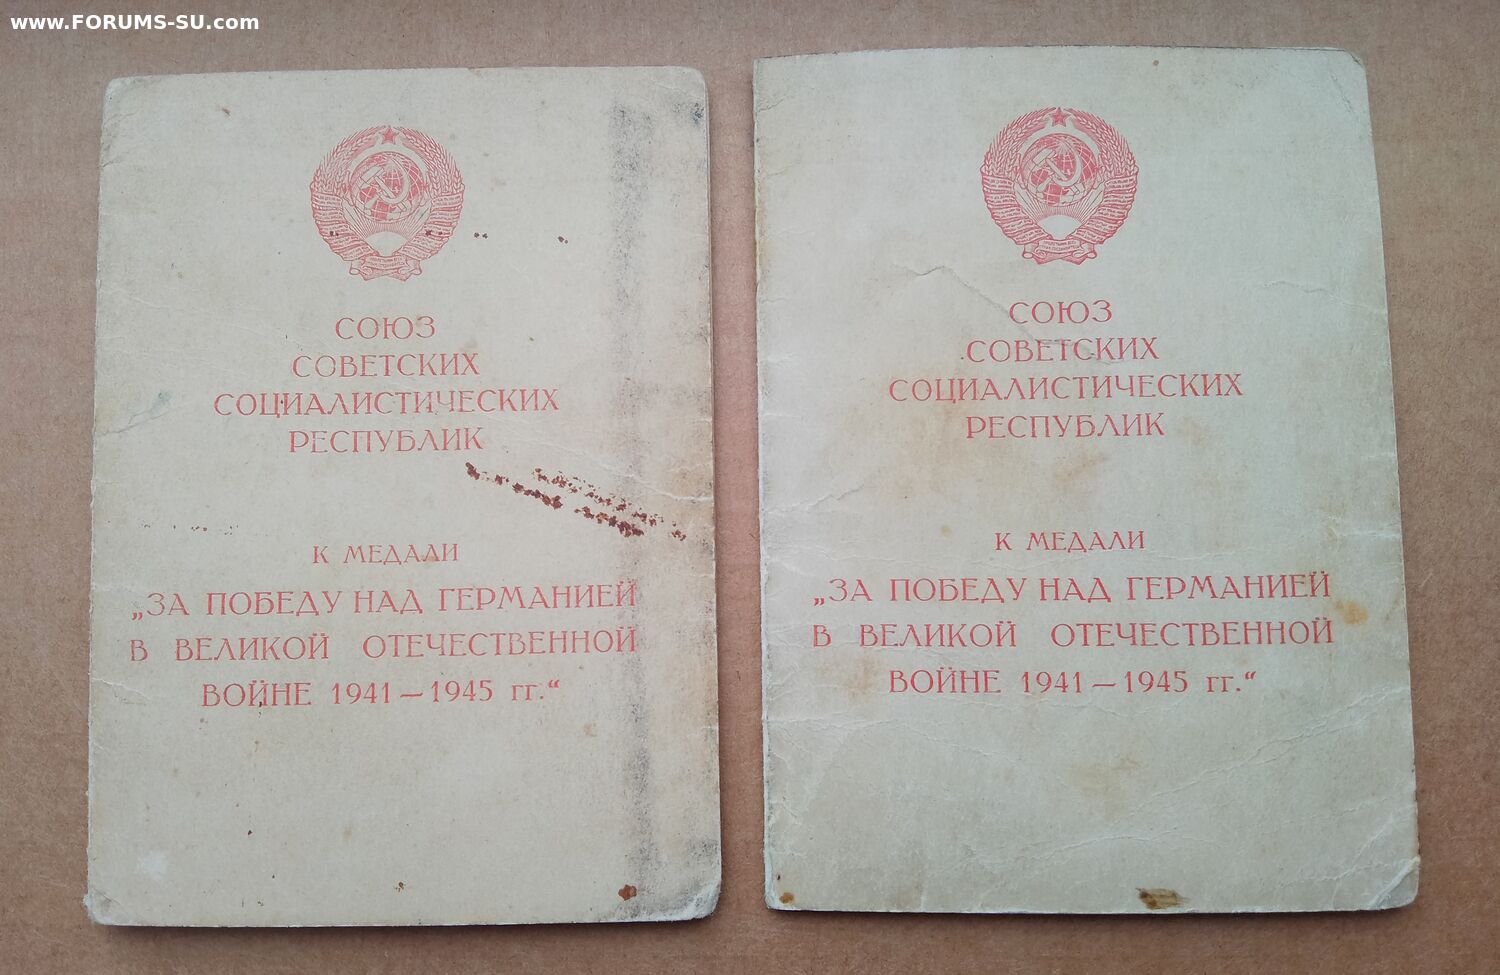 www.FORUMS-SU.com
СОЮЗ
СОВЕТСКИХ
СОЦИАЛИСТИЧЕСКИХ
РЕСПУБЛИК
К МЕДАЛИ
„ЗА ПОБЕДУ НАД ГЕРМАНИЕЙ
В ВЕЛИКОЙ ОТЕЧЕСТВЕННОЙ
ВОЙНЕ 1941 — 1945 гг.“
СОЮЗ
СОВЕТСКИХ
СОЦИАЛИСТИЧЕСКИХ
РЕСПУБЛИК
К МЕДАЛИ
„ЗА ПОБЕДУ НАД ГЕРМАНИЕЙ
В ВЕЛИКОЙ ОТЕЧЕСТВЕННОЙ
ВОЙНЕ 1941 — 1945 гг.“